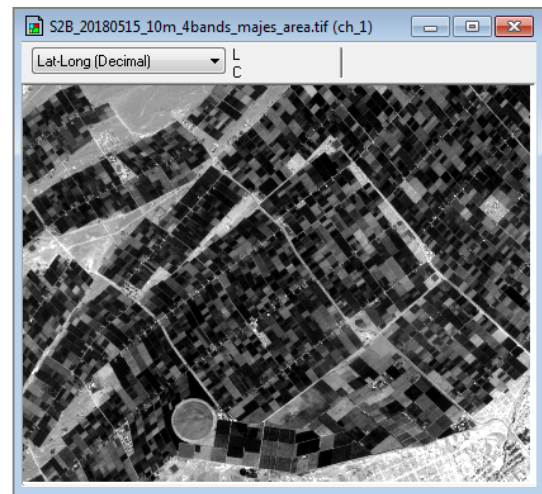 S2B_20180515_10m_4bands_majes_area.tif (ch_1)
Lat-Long (Decimal)
L
C